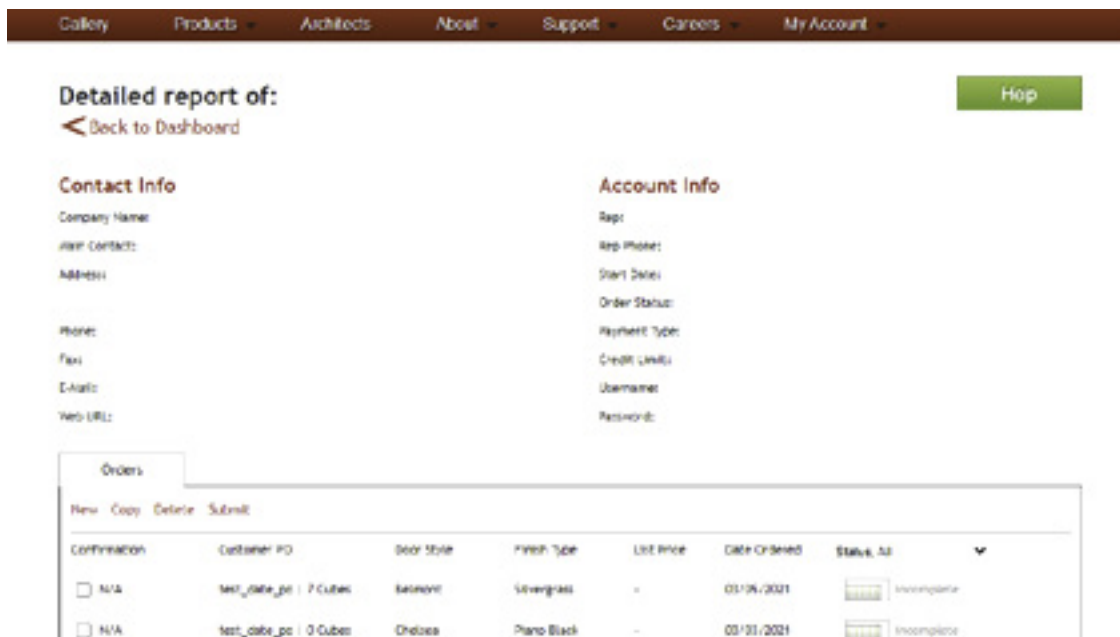 Gallery Products Architects About Support Careers My Account
Detailed report of:
Help
Back to Dashboard
Contact Info
Account Info
Company Name:
Rep:
Main Contact:
Rep Phone:
Address:
Start Date:
Order Status:
Phone:
Payment Type:
Fax:
Credit Limit:
E-Mail:
Username:
Web URL:
Password:
Orders
New Copy Delete Submit
Confirmation Customer PO Door Style Finish Type List Price Date Ordered Status, All
N/A test_date_po | 7 Cubes Belmont Silvergrass - 03/2021 Incomplete
N/A test_date_po | 0 Cubes Chelsea Piano Black - 03/2021 Incomplete